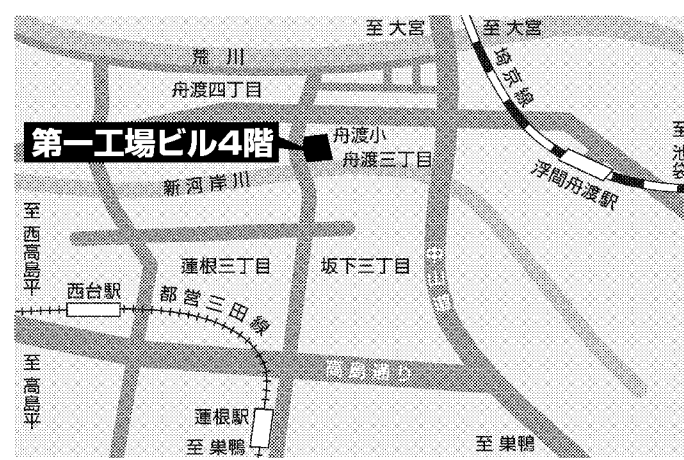 至 大宮
至 大宮
荒川
埼京線
舟渡四丁目
第一工場ビル4階
舟渡小
舟渡三丁目
至 池袋
浮間舟渡駅
新河岸川
至 西高島平
蓮根三丁目
坂下三丁目
西台駅
都営三田線
至 高島平
高島通り
蓮根駅
至 巣鴨
至 巣鴨